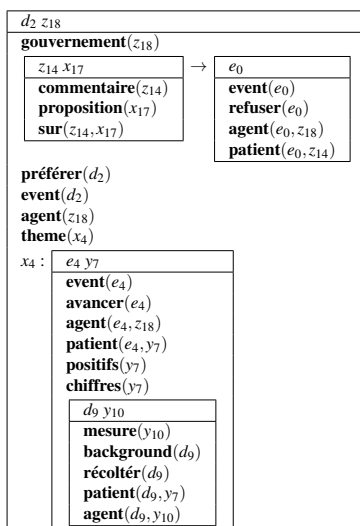 d2 z18
gouvernement(z18)
z14 x17 → e0
commentaire(z14) event(e0)
proposition(x17) refuser(e0)
sur(z14,x17) agent(e0,z18)
patient(e0,z14)
préférer(d2)
event(d2)
agent(z18)
theme(x4)
x4 : e4 y7
event(e4)
avancer(e4)
agent(e4,z18)
patient(e4,y7)
positifs(y7)
chiffres(y7)
d9 y10
mesure(y10)
background(d9)
récoltér(d9)
patient(d9,y7)
agent(d9,y10)